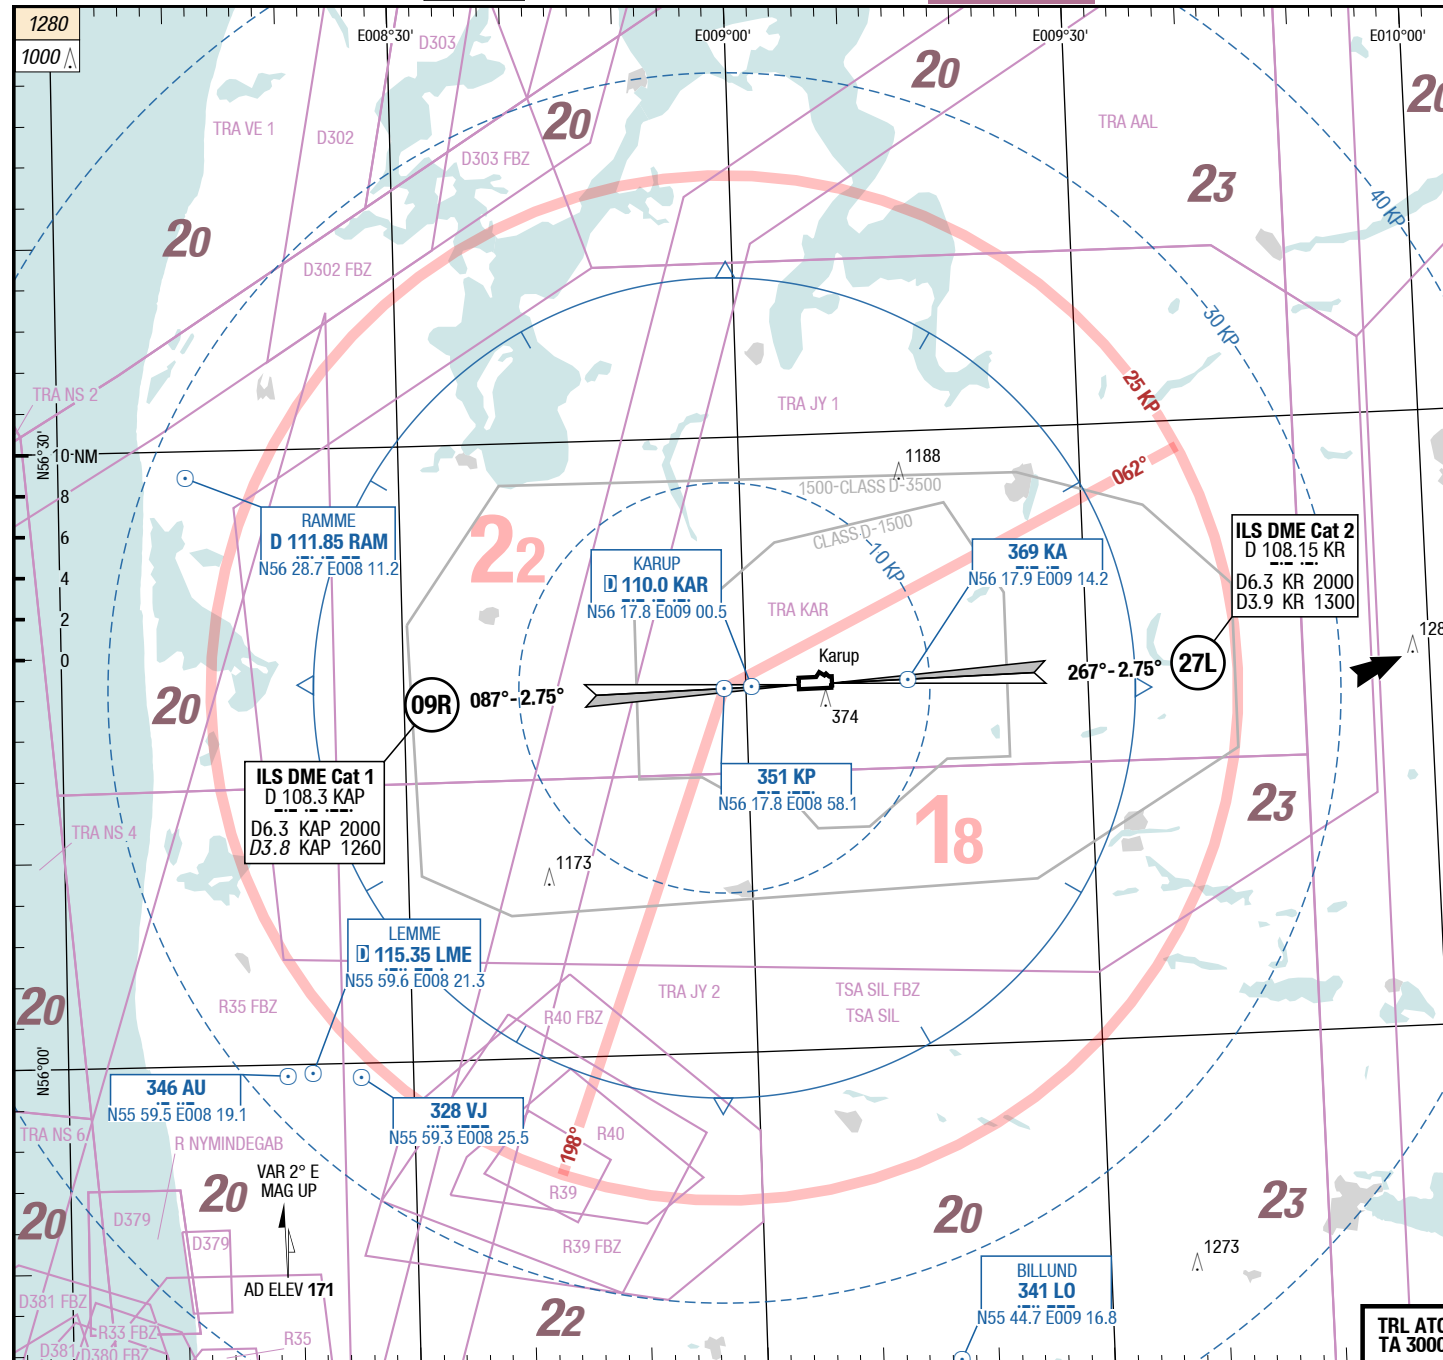 1280
1000
E008°30'
E009°00'
E009°30'
E010°00'
D303
20
20
20
TRA VE 1
D302
D303 FBZ
TRA AAL
23
40 KP
20
D302 FBZ
30 KP
25 KP
TRA NS 2
TRA JY 1
N56°30'
10 NM
8
6
4
2
0
1188
062°
1500-CLASS D-3500
CLASS D-1500
10 KP
RAMME
D 111.85 RAM
N56 28.7 E008 11.2
22
KARUP
D 110.0 KAR
N56 17.8 E009 00.5
369 KA
N56 17.9 E009 14.2
ILS DME Cat 2
D 108.15 KR
D6.3 KR 2000
D3.9 KR 1300
TRA KAR
128
Karup
20
09R
087°-2.75°
267°-2.75°
27L
374
ILS DME Cat 1
D 108.3 KAP
D6.3 KAP 2000
D3.8 KAP 1260
351 KP
N56 17.8 E008 58.1
TRA NS 4
18
23
1173
LEMME
D 115.35 LME
N55 59.6 E008 21.3
20
R35 FBZ
TRA JY 2
TSA SIL FBZ
TSA SIL
R40 FBZ
N56°00'
346 AU
N55 59.5 E008 19.1
328 VJ
N55 59.3 E008 25.5
TRA NS 6
R NYMINDEGAB
198°
R40
R39
VAR 2° E
MAG UP
20
20
D379
D379
20
23
R39 FBZ
1273
AD ELEV 171
BILLUND
341 LO
N55 44.7 E009 16.8
D381 FBZ
R33 FBZ
R35
D381
D380 FBZ
22
TRL ATC
TA 3000